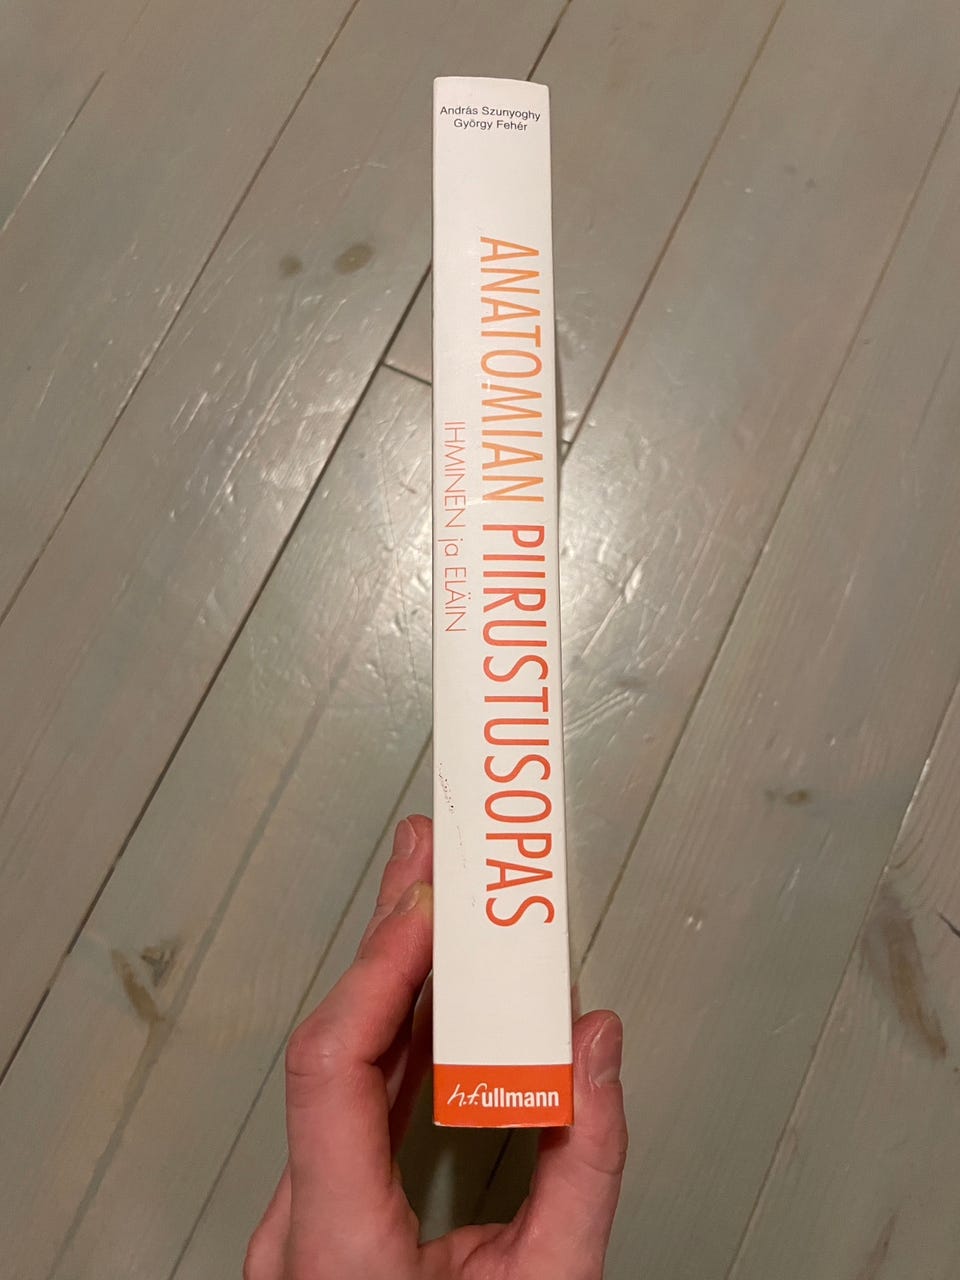 András Szunyoghy
György Fehér
ANATOMIAN PIIRUSTUSOPAS
IHMINEN ja ELÄIN
h.f.ullmann